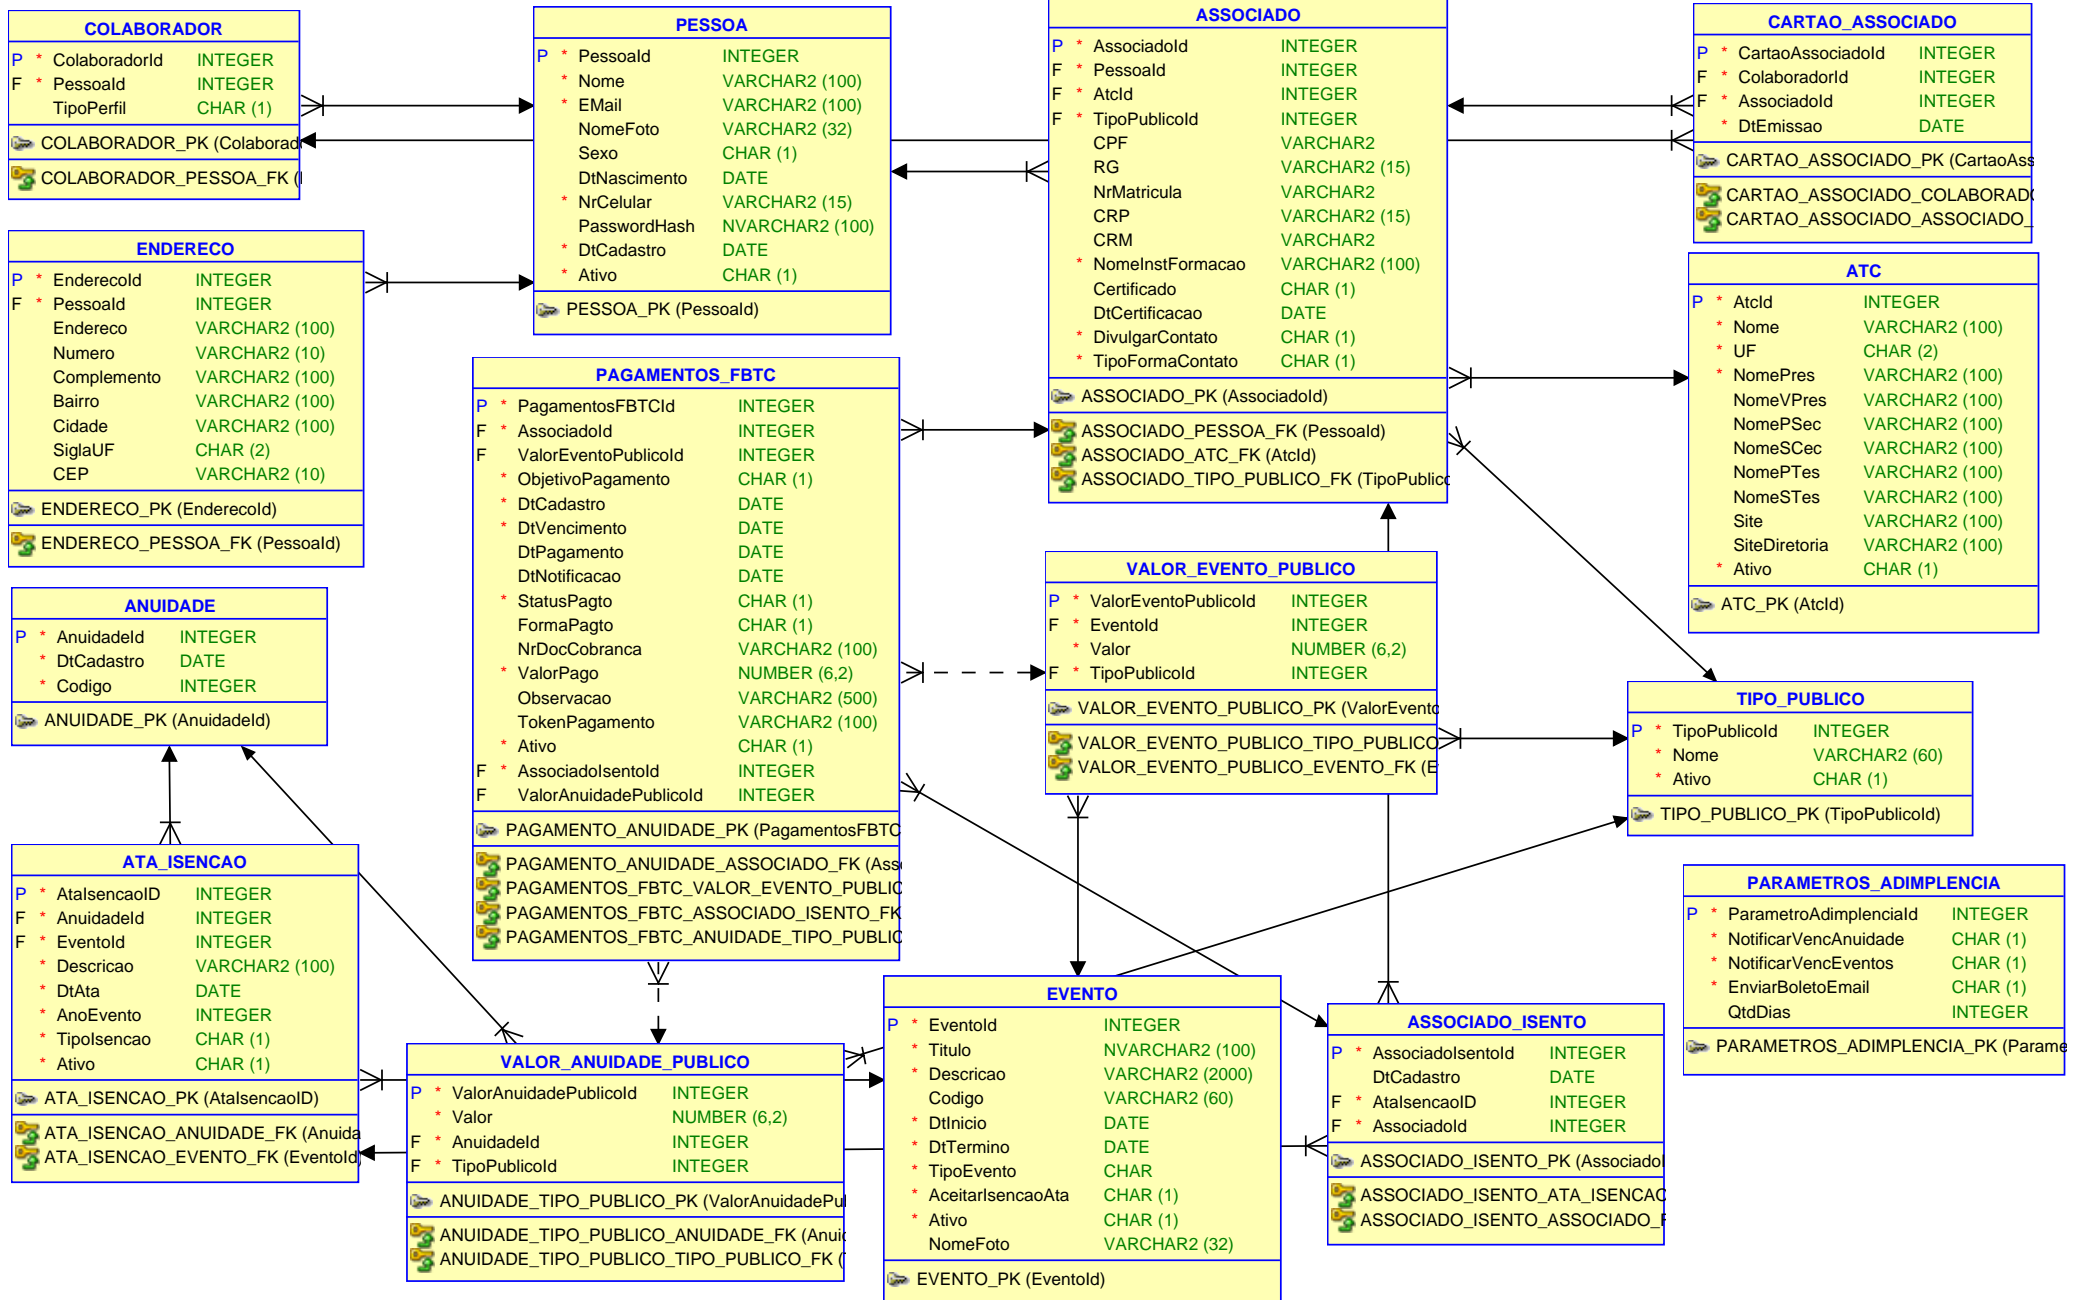 COLABORADOR
P * ColaboradorId INTEGER
F * PessoaId INTEGER
TipoPerfil CHAR (1)
COLABORADOR_PK (Colaborad
COLABORADOR_PESSOA_FK (
PESSOA
P * PessoaId INTEGER
* Nome VARCHAR2 (100)
* EMail VARCHAR2 (100)
NomeFoto VARCHAR2 (32)
Sexo CHAR (1)
DtNascimento DATE
* NrCelular VARCHAR2 (15)
PasswordHash NVARCHAR2 (100)
* DtCadastro DATE
* Ativo CHAR (1)
PESSOA_PK (PessoaId)
ASSOCIADO
P * AssociadoId INTEGER
F * PessoaId INTEGER
F * AtcId INTEGER
F * TipoPublicoId INTEGER
CPF VARCHAR2
RG VARCHAR2 (15)
NrMatricula VARCHAR2
CRP VARCHAR2 (15)
CRM VARCHAR2
* NomeInstFormacao VARCHAR2 (100)
Certificado CHAR (1)
DtCertificacao DATE
* DivulgarContato CHAR (1)
* TipoFormaContato CHAR (1)
ASSOCIADO_PK (AssociadoId)
ASSOCIADO_PESSOA_FK (PessoaId)
ASSOCIADO_ATC_FK (AtcId)
ASSOCIADO_TIPO_PUBLICO_FK (TipoPublico
CARTAO_ASSOCIADO
P * CartaoAssociadoId INTEGER
F * ColaboradorId INTEGER
F * AssociadoId INTEGER
* DtEmissao DATE
CARTAO_ASSOCIADO_PK (CartaoAss
CARTAO_ASSOCIADO_COLABORAD
CARTAO_ASSOCIADO_ASSOCIADO_
ENDERECO
P * EnderecoId INTEGER
F * PessoaId INTEGER
Endereco VARCHAR2 (100)
Numero VARCHAR2 (10)
Complemento VARCHAR2 (100)
Bairro VARCHAR2 (100)
Cidade VARCHAR2 (100)
SiglaUF CHAR (2)
CEP VARCHAR2 (10)
ENDERECO_PK (EnderecoId)
ENDERECO_PESSOA_FK (PessoaId)
ATC
P * AtcId INTEGER
* Nome VARCHAR2 (100)
* UF CHAR (2)
* NomePres VARCHAR2 (100)
NomeVPres VARCHAR2 (100)
NomePSec VARCHAR2 (100)
NomeSCec VARCHAR2 (100)
NomePTes VARCHAR2 (100)
NomeSTes VARCHAR2 (100)
Site VARCHAR2 (100)
SiteDiretoria VARCHAR2 (100)
* Ativo CHAR (1)
ATC_PK (AtcId)
PAGAMENTOS_FBTC
P * PagamentosFBTCId INTEGER
F * AssociadoId INTEGER
F ValorEventoPublicoId INTEGER
* ObjetivoPagamento CHAR (1)
* DtCadastro DATE
* DtVencimento DATE
DtPagamento DATE
DtNotificacao DATE
* StatusPagto CHAR (1)
FormaPagto CHAR (1)
NrDocCobranca VARCHAR2 (100)
* ValorPago NUMBER (6,2)
Observacao VARCHAR2 (500)
TokenPagamento VARCHAR2 (100)
* Ativo CHAR (1)
F * AssociadoIsentoId INTEGER
F ValorAnuidadePublicoId INTEGER
PAGAMENTO_ANUIDADE_PK (PagamentosFBTC
PAGAMENTO_ANUIDADE_ASSOCIADO_FK (Ass
PAGAMENTOS_FBTC_VALOR_EVENTO_PUBLIC
PAGAMENTOS_FBTC_ASSOCIADO_ISENTO_FK
PAGAMENTOS_FBTC_ANUIDADE_TIPO_PUBLIC
VALOR_EVENTO_PUBLICO
P * ValorEventoPublicoId INTEGER
F * EventoId INTEGER
* Valor NUMBER (6,2)
F * TipoPublicoId INTEGER
VALOR_EVENTO_PUBLICO_PK (ValorEvento
VALOR_EVENTO_PUBLICO_TIPO_PUBLICO
VALOR_EVENTO_PUBLICO_EVENTO_FK (E
ANUIDADE
P * AnuidadeId INTEGER
* DtCadastro DATE
* Codigo INTEGER
ANUIDADE_PK (AnuidadeId)
TIPO_PUBLICO
P * TipoPublicoId INTEGER
* Nome VARCHAR2 (60)
* Ativo CHAR (1)
TIPO_PUBLICO_PK (TipoPublicoId)
ATA_ISENCAO
P * AtaIsencaoID INTEGER
F * AnuidadeId INTEGER
F * EventoId INTEGER
* Descricao VARCHAR2 (100)
* DtAta DATE
* AnoEvento INTEGER
* TipoIsencao CHAR (1)
* Ativo CHAR (1)
ATA_ISENCAO_PK (AtaIsencaoID)
ATA_ISENCAO_ANUIDADE_FK (Anuida
ATA_ISENCAO_EVENTO_FK (EventoId)
PARAMETROS_ADIMPLENCIA
P * ParametroAdimplenciaId INTEGER
* NotificarVencAnuidade CHAR (1)
* NotificarVencEventos CHAR (1)
* EnviarBoletoEmail CHAR (1)
QtdDias INTEGER
PARAMETROS_ADIMPLENCIA_PK (Parame
VALOR_ANUIDADE_PUBLICO
P * ValorAnuidadePublicoId INTEGER
* Valor NUMBER (6,2)
F * AnuidadeId INTEGER
F * TipoPublicoId INTEGER
ANUIDADE_TIPO_PUBLICO_PK (ValorAnuidadePul
ANUIDADE_TIPO_PUBLICO_ANUIDADE_FK (Anui
ANUIDADE_TIPO_PUBLICO_TIPO_PUBLICO_FK (
EVENTO
P * EventoId INTEGER
* Titulo NVARCHAR2 (100)
* Descricao VARCHAR2 (2000)
Codigo VARCHAR2 (60)
* DtInicio DATE
* DtTermino DATE
* TipoEvento CHAR
* AceitarIsencaoAta CHAR (1)
* Ativo CHAR (1)
NomeFoto VARCHAR2 (32)
EVENTO_PK (EventoId)
ASSOCIADO_ISENTO
P * AssociadoIsentoId INTEGER
DtCadastro DATE
F * AtaIsencaoID INTEGER
F * AssociadoId INTEGER
ASSOCIADO_ISENTO_PK (AssociadoI
ASSOCIADO_ISENTO_ATA_ISENCAO
ASSOCIADO_ISENTO_ASSOCIADO_F